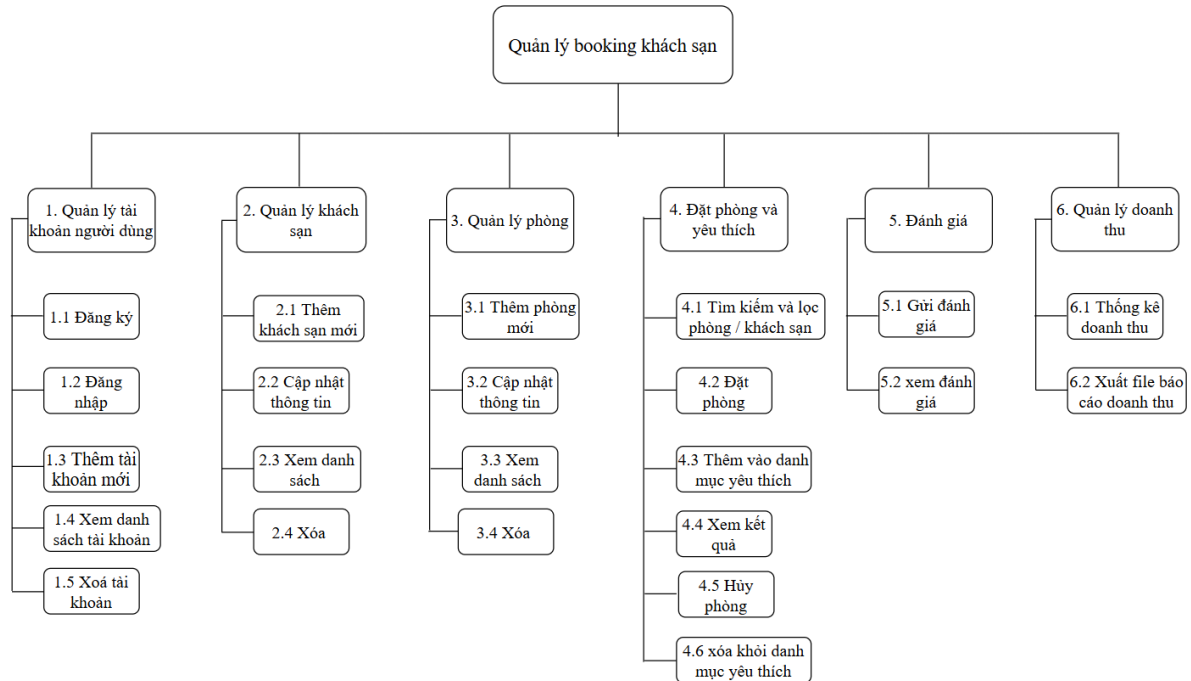 Quản lý booking khách sạn
1. Quản lý tài
khoản người dùng
1.1 Đăng ký
1.2 Đăng
nhập
1.3 Thêm tài
khoản mới
1.4 Xem danh
sách tài khoản
1.5 Xoá tài
khoản
2. Quản lý khách
sạn
2.1 Thêm
khách sạn mới
2.2 Cập nhật
thông tin
2.3 Xem danh
sách
2.4 Xóa
3. Quản lý phòng
3.1 Thêm phòng
mới
3.2 Cập nhật
thông tin
3.3 Xem
danh sách
3.4 Xóa
4. Đặt phòng và
yêu thích
4.1 Tìm kiếm và lọc
phòng / khách sạn
4.2 Đặt
phòng
4.3 Thêm vào danh
mục yêu thích
4.4 Xem kết
quả
4.5 Hủy
phòng
4.6 xóa khỏi danh
mục yêu thích
5. Đánh giá
5.1 Gửi đánh
giá
5.2 xem đánh
giá
6. Quản lý doanh
thu
6.1 Thống kê
doanh thu
6.2 Xuất file báo
cáo doanh thu